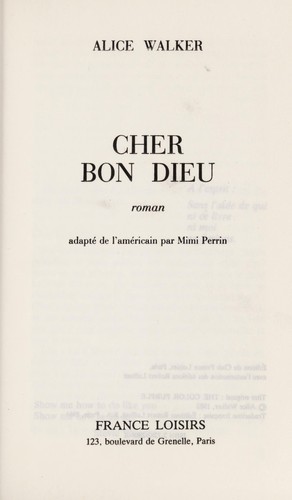 ALICE WALKER
CHER
BON DIEU
roman
adapté de l'américain par Mimi Perrin
FRANCE LOISIRS
123, boulevard de Grenelle, Paris